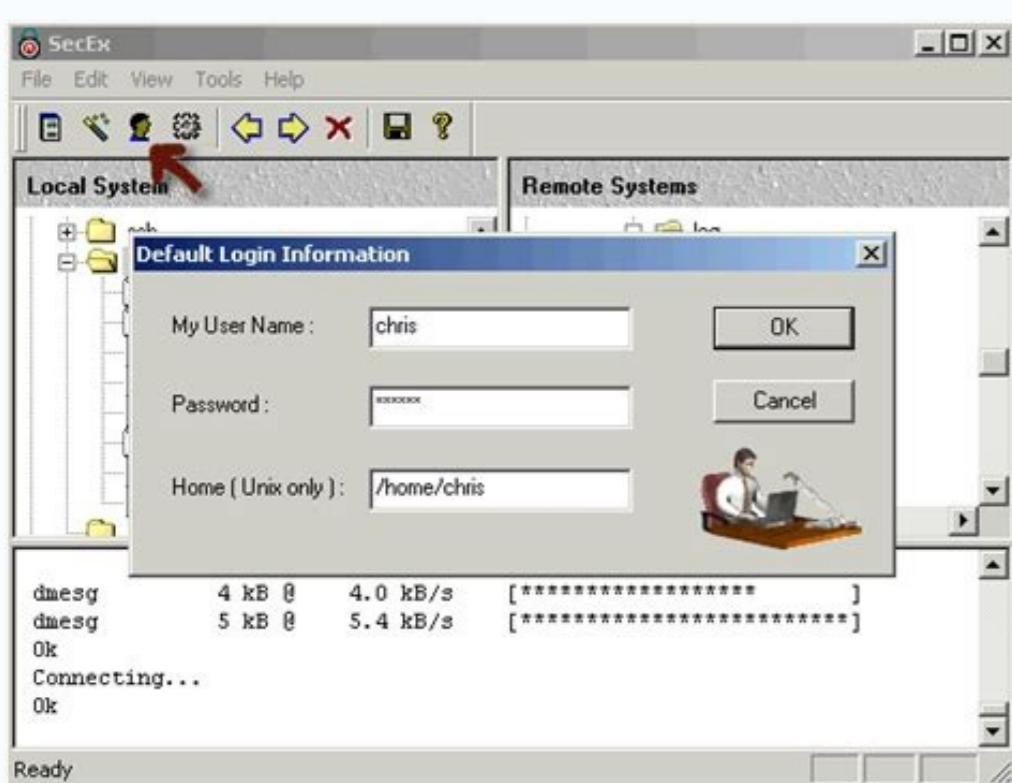 SecEx
File Edit View Tools Help
Local System
Remote Systems
log
Default Login Information
My User Name :
chris
OK
Password :
******
Cancel
Home ( Unix only ) :
/home/chris
dmesg 4 kB @ 4.0 kB/s [****************** ]
dmesg 5 kB @ 5.4 kB/s [*************************]
Ok
Connecting...
Ok
Ready